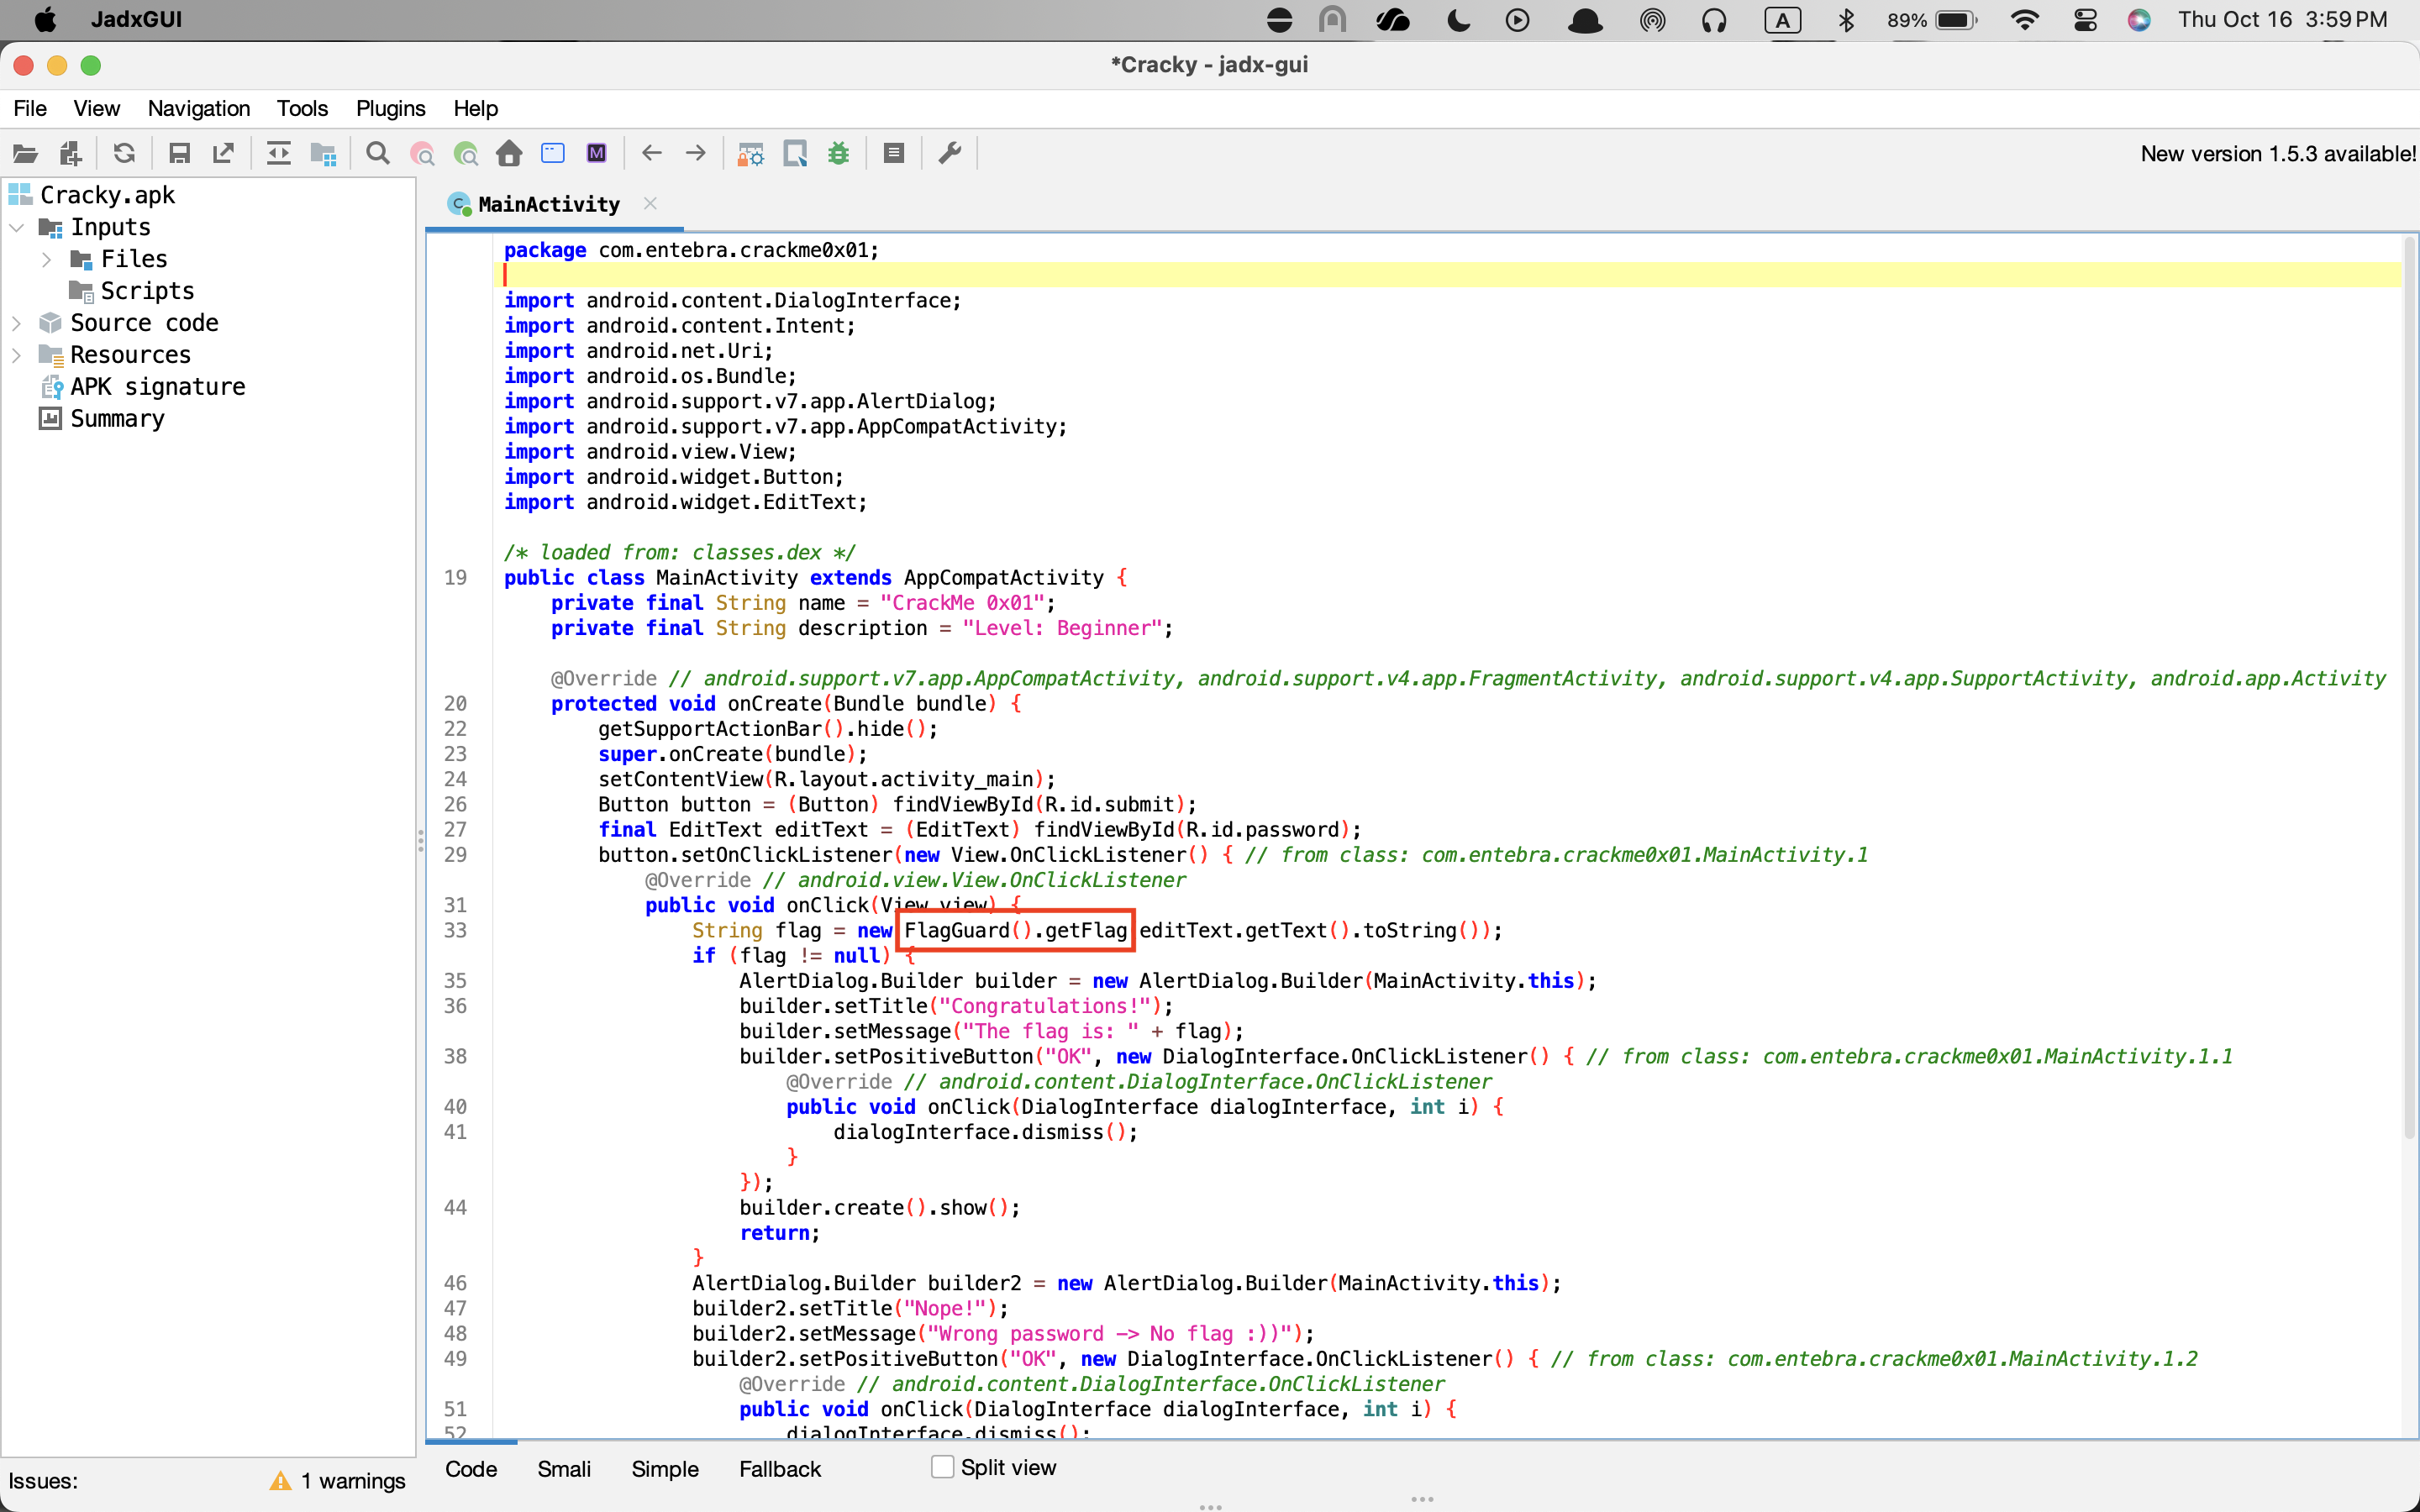 JadxGUI
A
89%
Thu Oct 16 3:59 PM
*Cracky - jadx-gui
File View Navigation Tools Plugins Help
M
New version 1.5.3 available!
Cracky.apk
Inputs
Files
Scripts
Source code
Resources
APK signature
Summary
C MainActivity
package com.entebra.crackme0x01;
import android.content.DialogInterface;
import android.content.Intent;
import android.net.Uri;
import android.os.Bundle;
import android.support.v7.app.AlertDialog;
import android.support.v7.app.AppCompatActivity;
import android.view.View;
import android.widget.Button;
import android.widget.EditText;
/* loaded from: classes.dex */
19 public class MainActivity extends AppCompatActivity {
private final String name = "CrackMe 0x01";
private final String description = "Level: Beginner";
@Override // android.support.v7.app.AppCompatActivity, android.support.v4.app.FragmentActivity, android.support.v4.app.SupportActivity, android.app.Activity
20 protected void onCreate(Bundle bundle) {
22 getSupportActionBar().hide();
23 super.onCreate(bundle);
24 setContentView(R.layout.activity_main);
26 Button button = (Button) findViewById(R.id.submit);
27 final EditText editText = (EditText) findViewById(R.id.password);
29 button.setOnClickListener(new View.OnClickListener() { // from class: com.entebra.crackme0x01.MainActivity.1
@Override // android.view.View.OnClickListener
31 public void onClick(View view) {
33 String flag = new FlagGuard().getFlag editText.getText().toString());
if (flag != null) {
35 AlertDialog.Builder builder = new AlertDialog.Builder(MainActivity.this);
36 builder.setTitle("Congratulations!");
builder.setMessage("The flag is: " + flag);
38 builder.setPositiveButton("OK", new DialogInterface.OnClickListener() { // from class: com.entebra.crackme0x01.MainActivity.1.1
@Override // android.content.DialogInterface.OnClickListener
40 public void onClick(DialogInterface dialogInterface, int i) {
41 dialogInterface.dismiss();
}
});
44 builder.create().show();
return;
}
46 AlertDialog.Builder builder2 = new AlertDialog.Builder(MainActivity.this);
47 builder2.setTitle("Nope!");
48 builder2.setMessage("Wrong password -> No flag :))");
49 builder2.setPositiveButton("OK", new DialogInterface.OnClickListener() { // from class: com.entebra.crackme0x01.MainActivity.1.2
@Override // android.content.DialogInterface.OnClickListener
51 public void onClick(DialogInterface dialogInterface, int i) {
52 dialogInterface.dismiss();
Issues: 1 warnings
Code Smali Simple Fallback Split view